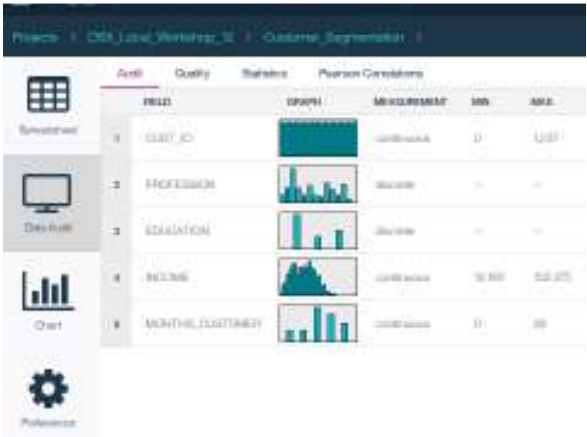 Projects / DSX_Local_Workshop_12 / Customer_Segmentation /
Audit Quality Statistics Pearson Correlations
FIELD GRAPH MEASUREMENT MIN MAX
Spreadsheet
1 CUST_ID continuous 0
2 PROFESSION discrete -- --
Data Audit
3 EDUCATION discrete -- --
4 INCOME continuous
Chart
5 MONTHS_CUSTOMER continuous 0
Preference